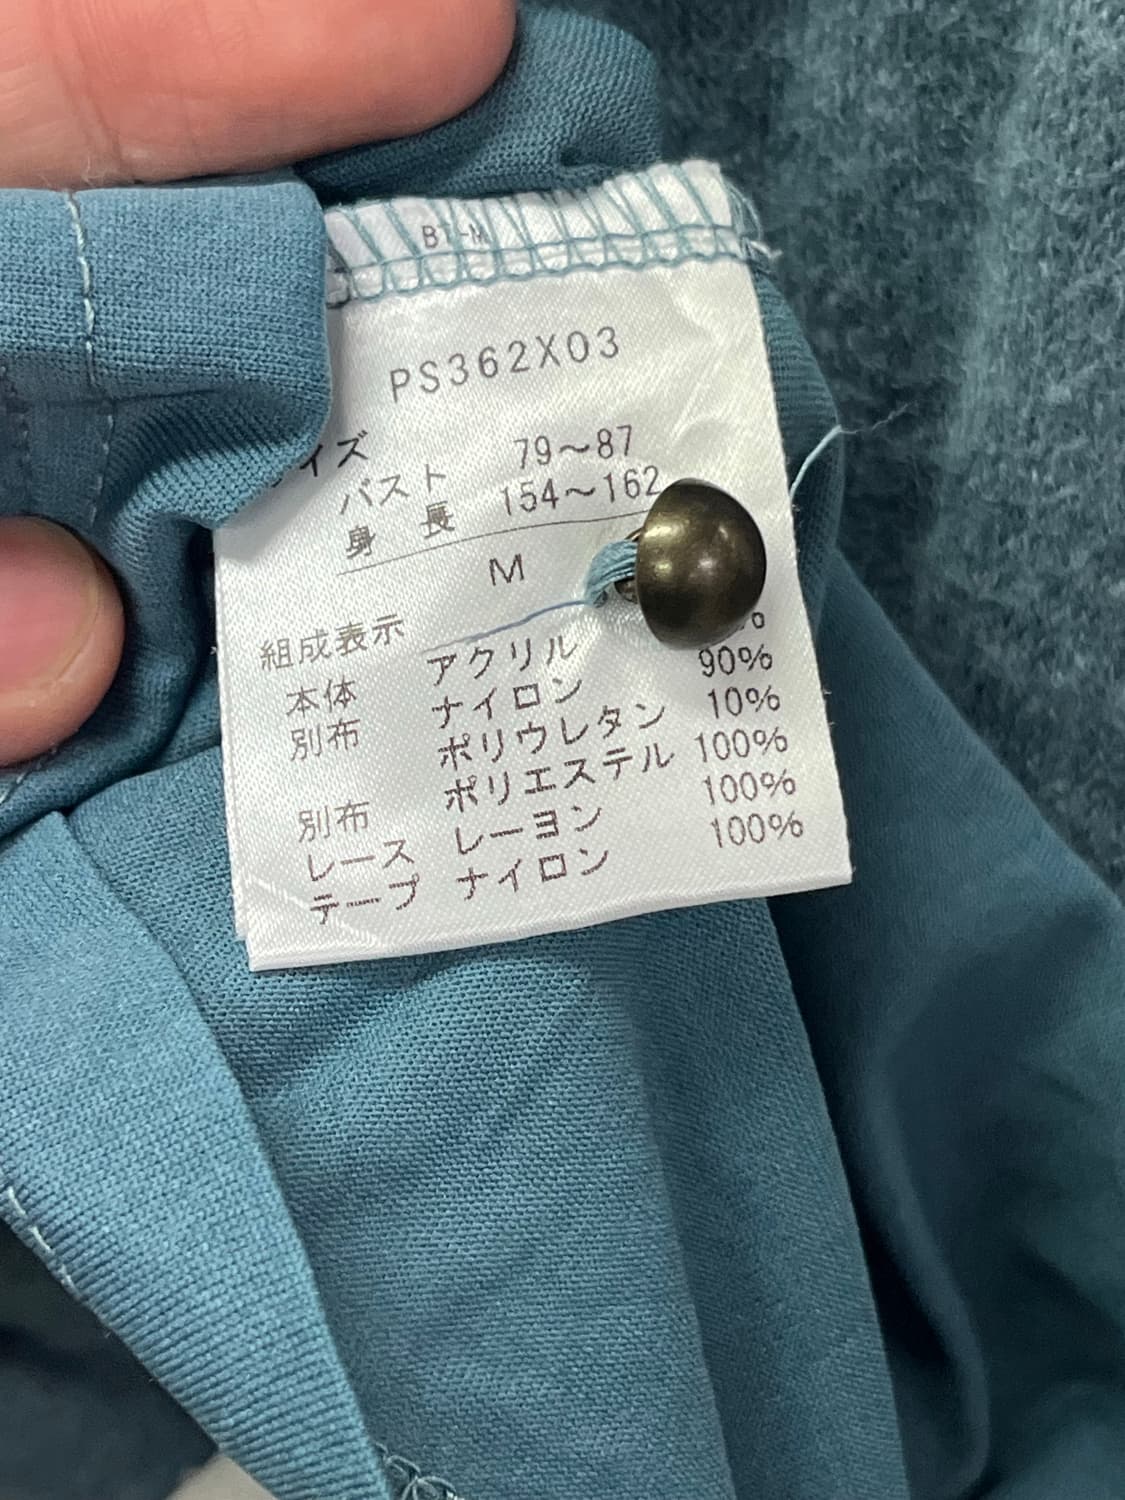 BT-M
PS362X03
イズ
バスト 79～87
身 長 154～162
M
組成表示
本体 アクリル %
別布 ナイロン 90%
ポリウレタン 10%
別布 ポリエステル 100%
レース レーヨン 100%
テープ ナイロン 100%